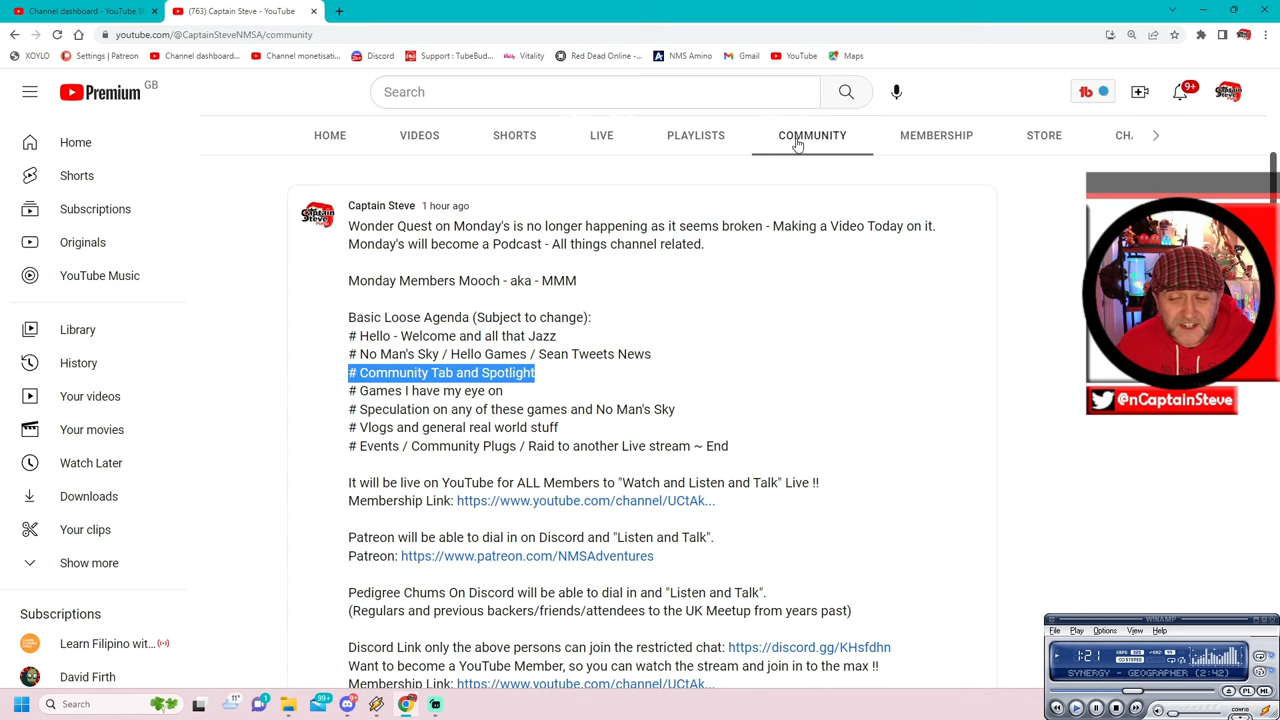 Channel dashboard - YouTube S
(763) Captain Steve - YouTube
youtube.com/@CaptainSteveNMSA/community
XOYLO
Settings | Patreon
Channel dashboard...
Channel monetisati...
Discord
Support : TubeBud...
Vitality
Red Dead Online -...
NMS Amino
Gmail
YouTube
Maps
Premium GB
Search
tb
9+
HOME VIDEOS SHORTS LIVE PLAYLISTS COMMUNITY MEMBERSHIP STORE CH.
Home
Shorts
Subscriptions
Originals
YouTube Music
Library
History
Your videos
Your movies
Watch Later
Downloads
Your clips
Show more
Subscriptions
Learn Filipino wit...
David Firth
Captain Steve 1 hour ago
Wonder Quest on Monday's is no longer happening as it seems broken - Making a Video Today on it.
Monday's will become a Podcast - All things channel related.
Monday Members Mooch - aka - MMM
Basic Loose Agenda (Subject to change):
# Hello - Welcome and all that Jazz
# No Man's Sky / Hello Games / Sean Tweets News
# Community Tab and Spotlight
# Games I have my eye on
# Speculation on any of these games and No Man's Sky
# Vlogs and general real world stuff
# Events / Community Plugs / Raid to another Live stream ~ End
It will be live on YouTube for ALL Members to "Watch and Listen and Talk" Live !!
Membership Link: https://www.youtube.com/channel/UCtAk...
Patreon will be able to dial in on Discord and "Listen and Talk".
Patreon: https://www.patreon.com/NMSAdventures
Pedigree Chums On Discord will be able to dial in and "Listen and Talk".
(Regulars and previous backers/friends/attendees to the UK Meetup from years past)
Discord Link only the above persons can join the restricted chat: https://discord.gg/KHsfdhn
Want to become a YouTube Member, so you can watch the stream and join in to the max !!
Membership Link: https://www.youtube.com/channel/UCtAk...
@nCaptainSteve
WINAMP
File Play Options View Help
1:21
STEREO
SYNERGY - GEOGRAPHER (2:42)
PL ML
CONFIG
Search
11°
1
99+